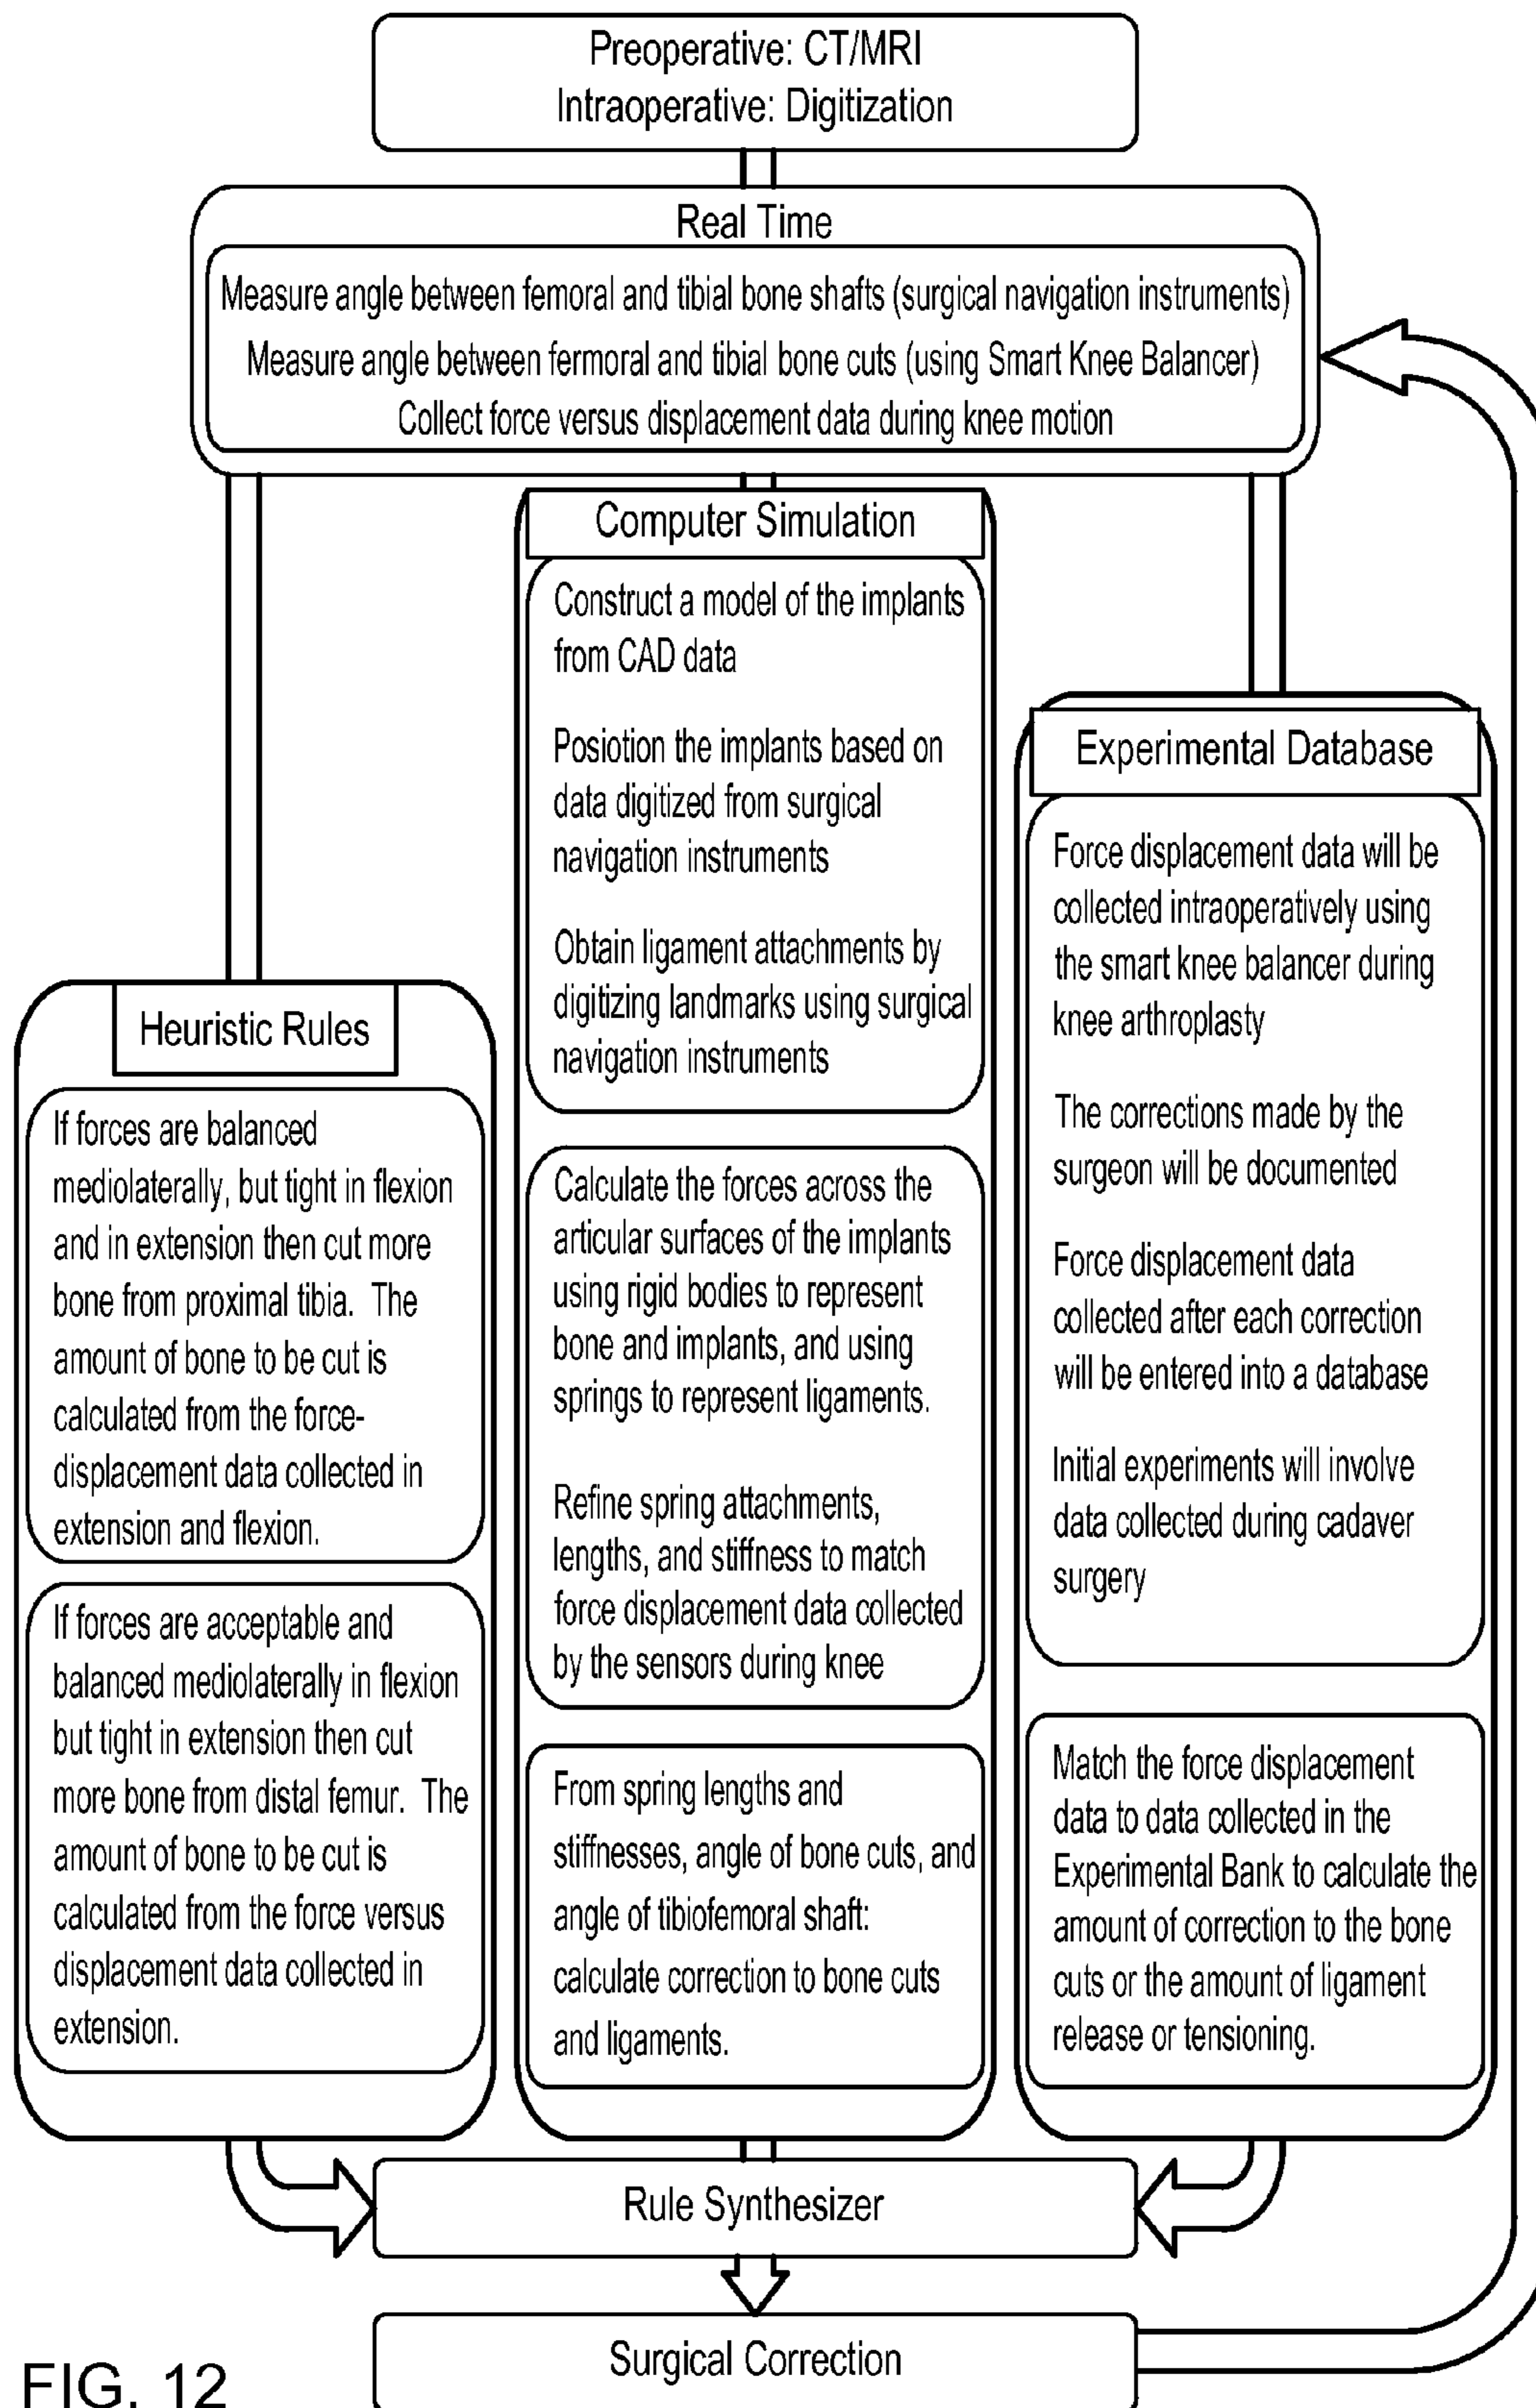 Preoperative: CT/MRI
Intraoperative: Digitization
Real Time
Measure angle between femoral and tibial bone shafts (surgical navigation instruments)
Measure angle between fermoral and tibial bone cuts (using Smart Knee Balancer)
Collect force versus displacement data during knee motion
Heuristic Rules
If forces are balanced
mediolaterally, but tight in flexion
and in extension then cut more
bone from proximal tibia. The
amount of bone to be cut is
calculated from the force-
displacement data collected in
extension and flexion.
If forces are acceptable and
balanced mediolaterally in flexion
but tight in extension then cut
more bone from distal femur. The
amount of bone to be cut is
calculated from the force versus
displacement data collected in
extension.
Computer Simulation
Construct a model of the implants
from CAD data
Posiotion the implants based on
data digitized from surgical
navigation instruments
Obtain ligament attachments by
digitizing landmarks using surgical
navigation instruments
Calculate the forces across the
articular surfaces of the implants
using rigid bodies to represent
bone and implants, and using
springs to represent ligaments.
Refine spring attachments,
lengths, and stiffness to match
force displacement data collected
by the sensors during knee
From spring lengths and
stiffnesses, angle of bone cuts, and
angle of tibiofemoral shaft:
calculate correction to bone cuts
and ligaments.
Experimental Database
Force displacement data will be
collected intraoperatively using
the smart knee balancer during
knee arthroplasty
The corrections made by the
surgeon will be documented
Force displacement data
collected after each correction
will be entered into a database
Initial experiments will involve
data collected during cadaver
surgery
Match the force displacement
data to data collected in the
Experimental Bank to calculate the
amount of correction to the bone
cuts or the amount of ligament
release or tensioning.
Rule Synthesizer
Surgical Correction
FIG. 12